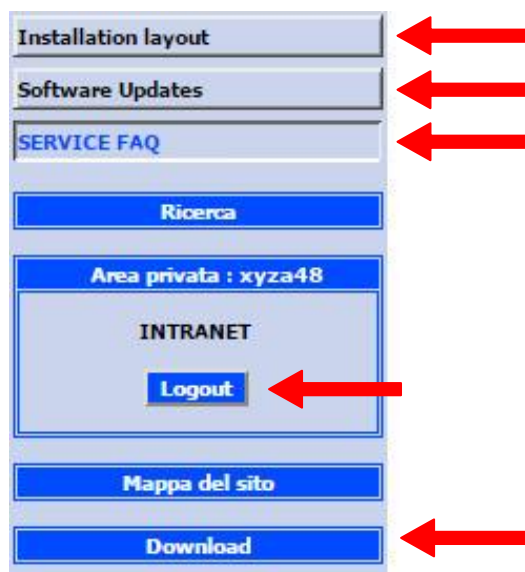 Installation layout
Software Updates
SERVICE FAQ
Ricerca
Area privata : xyza48
INTRANET
Logout
Mappa del sito
Download